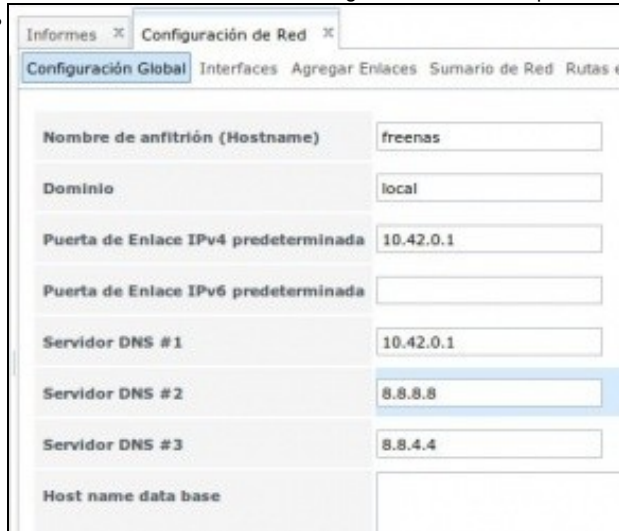 Informes Configuración de Red
Configuración Global Interfaces Agregar Enlaces Sumario de Red Rutas
Nombre de anfitrión (Hostname) freenas
Dominio local
Puerta de Enlace IPv4 predeterminada 10.42.0.1
Puerta de Enlace IPv6 predeterminada
Servidor DNS #1 10.42.0.1
Servidor DNS #2 8.8.8.8
Servidor DNS #3 8.8.4.4
Host name data base